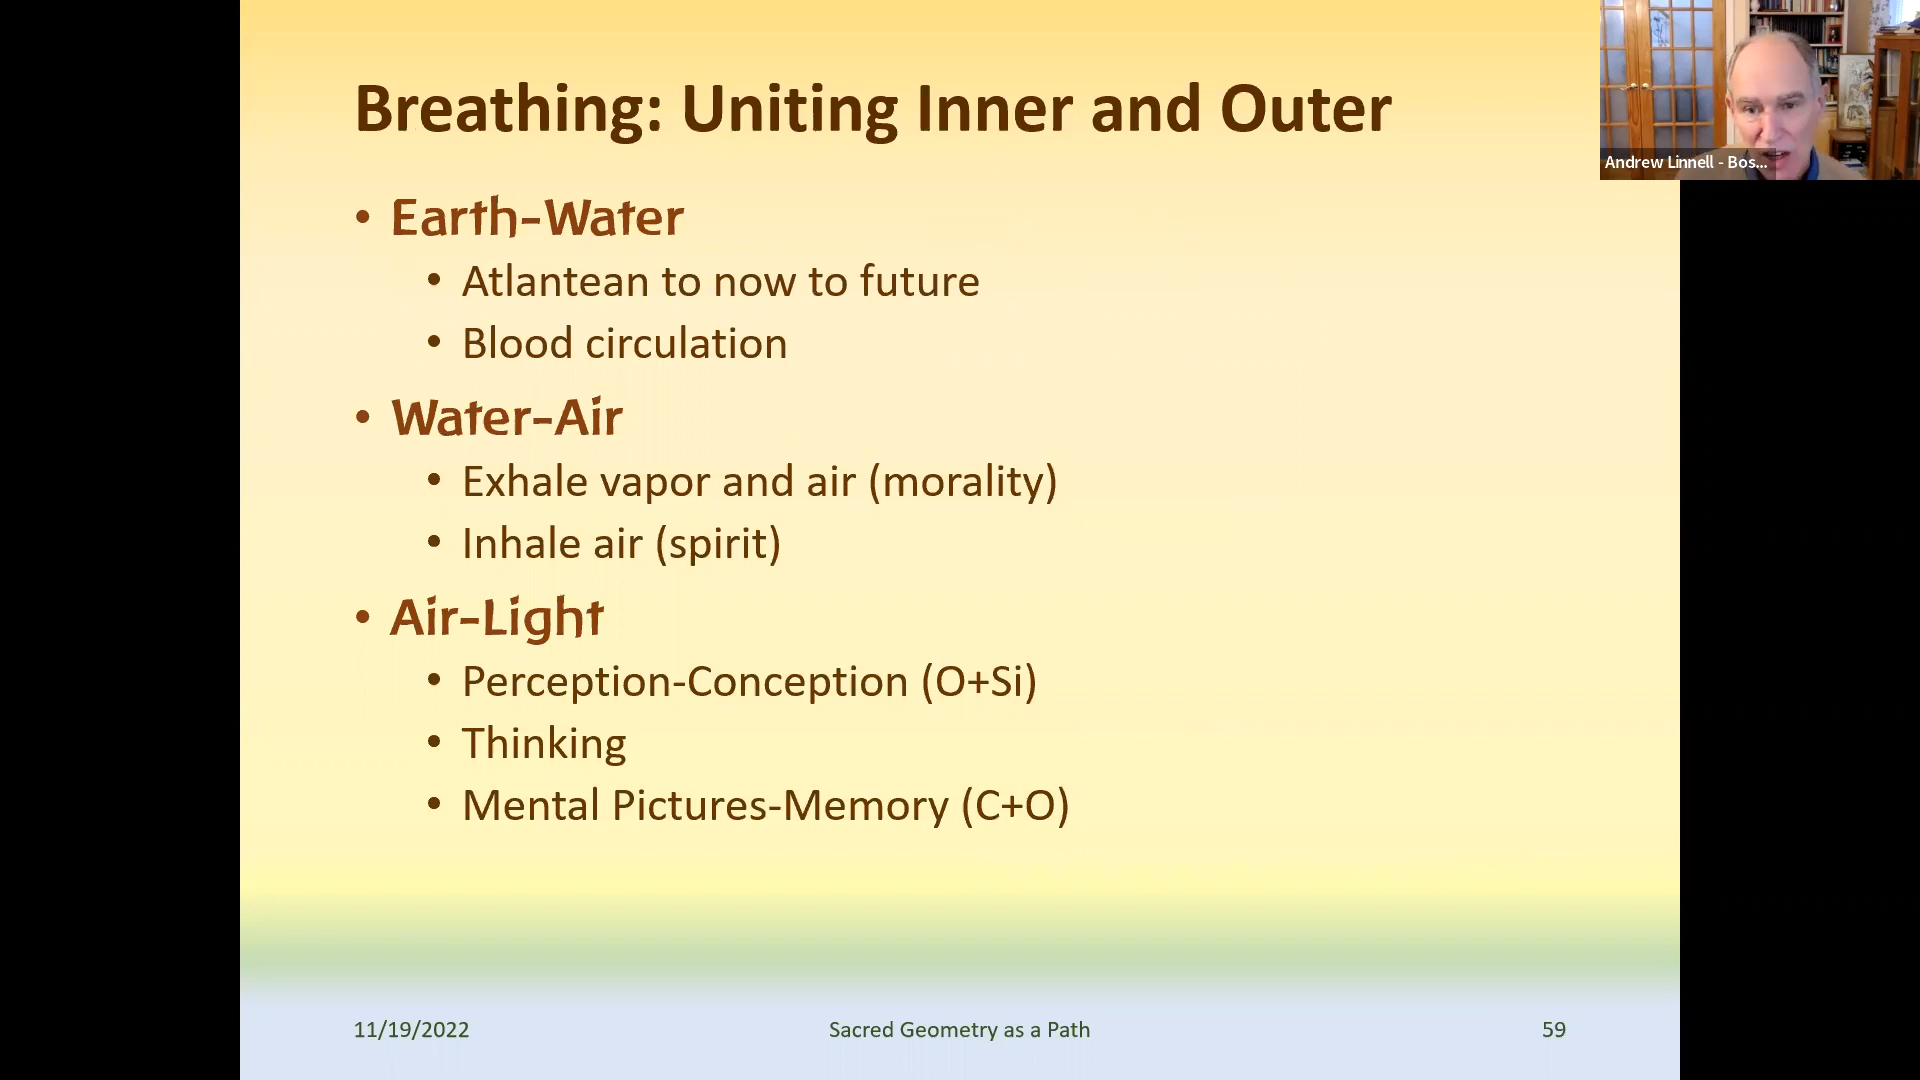 Breathing: Uniting Inner and Outer
Andrew Linnell - Bos...
• Earth-Water
• Atlantean to now to future
• Blood circulation
• Water-Air
• Exhale vapor and air (morality)
• Inhale air (spirit)
• Air-Light
• Perception-Conception (O+Si)
• Thinking
• Mental Pictures-Memory (C+O)
11/19/2022 Sacred Geometry as a Path 59